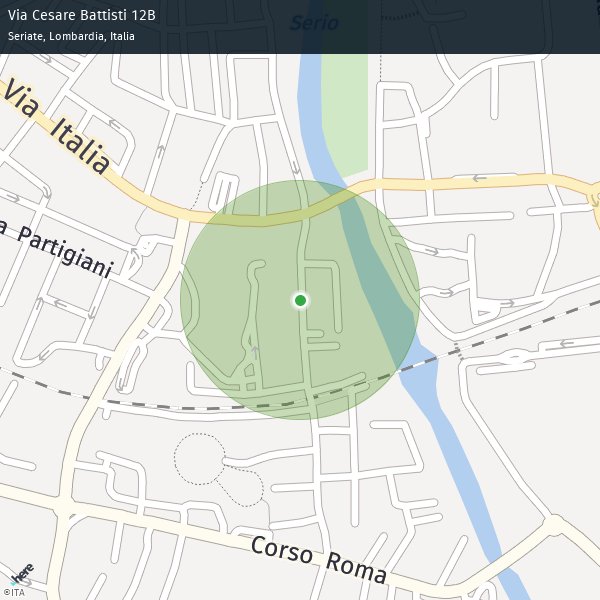 Via Cesare Battisti 12B
Seriate, Lombardia, Italia
Serio
Via Italia
a Partigiani
Corso Roma
here
©ITA